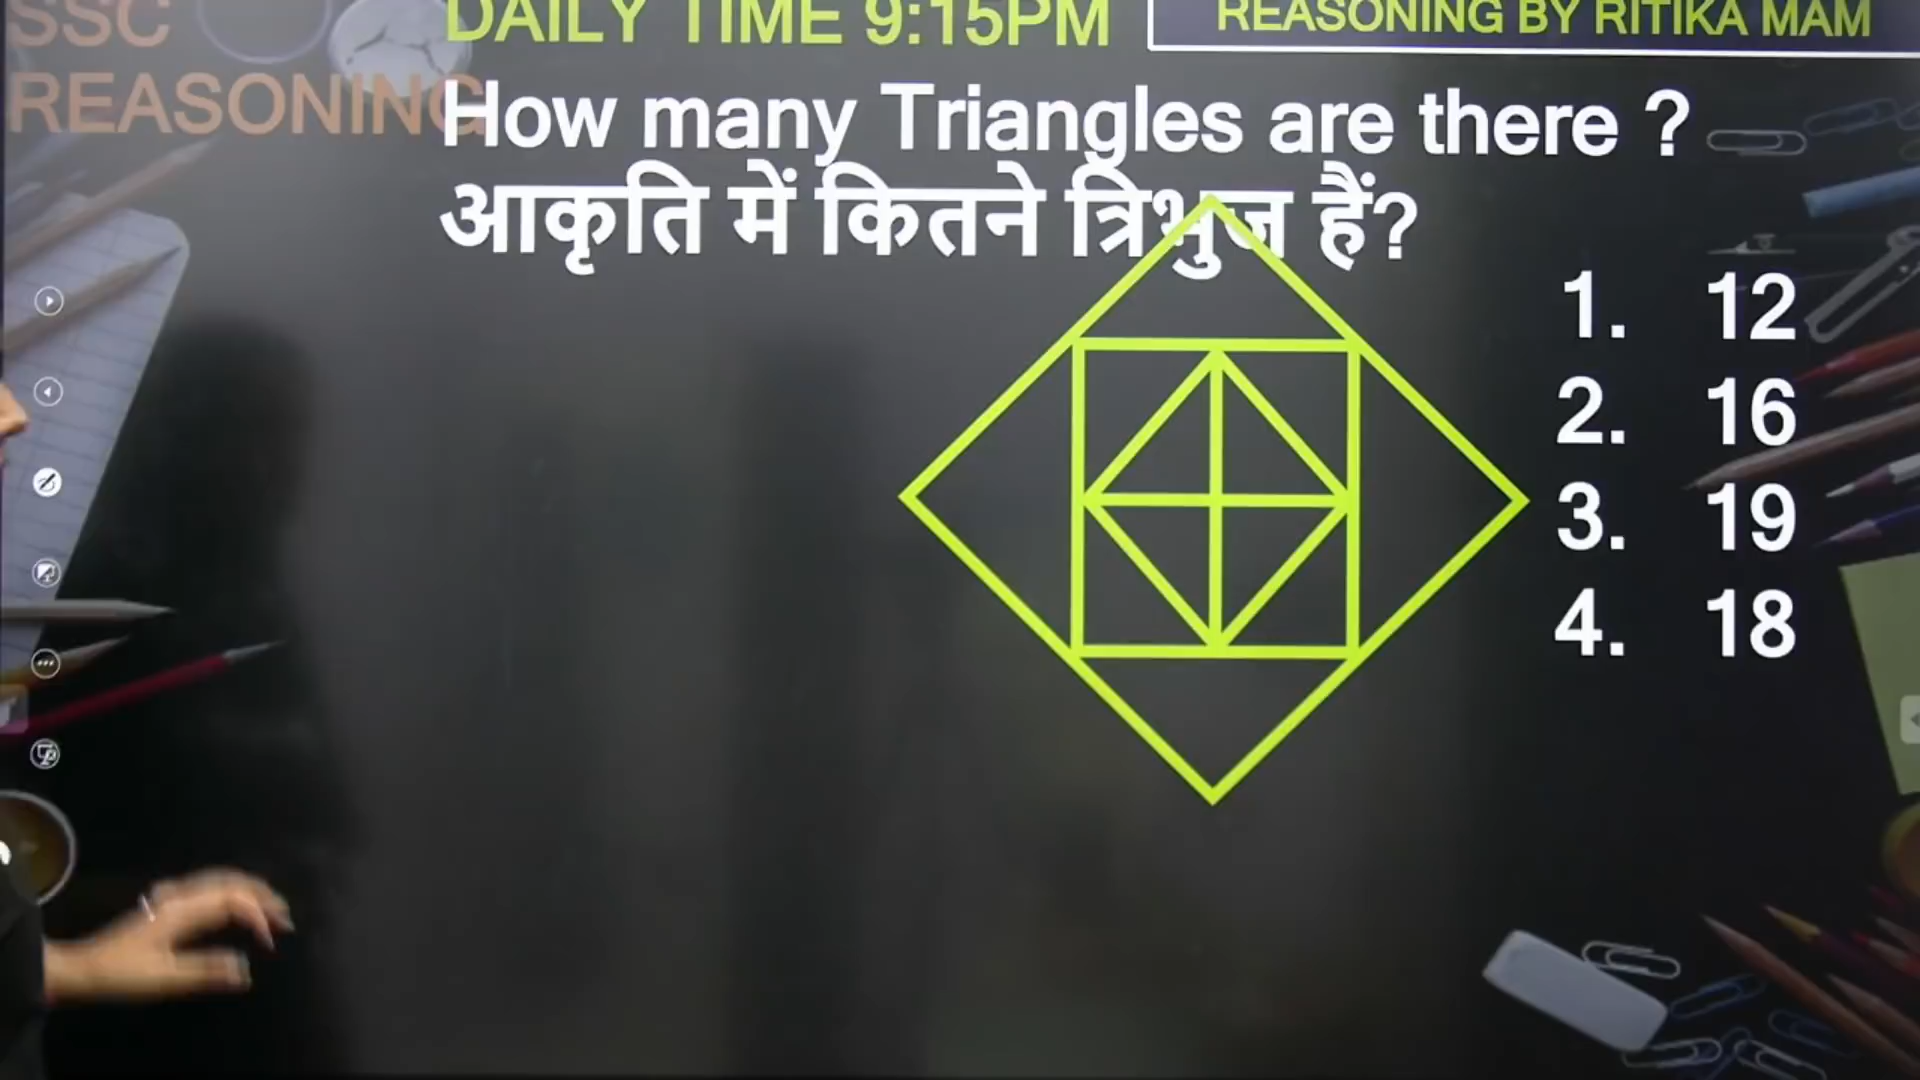 SSC
REASONING
DAILY TIME 9:15PM
REASONING BY RITIKA MAM
How many Triangles are there ?
आकृति में कितने त्रिभुज हैं?
1. 12
2. 16
3. 19
4. 18